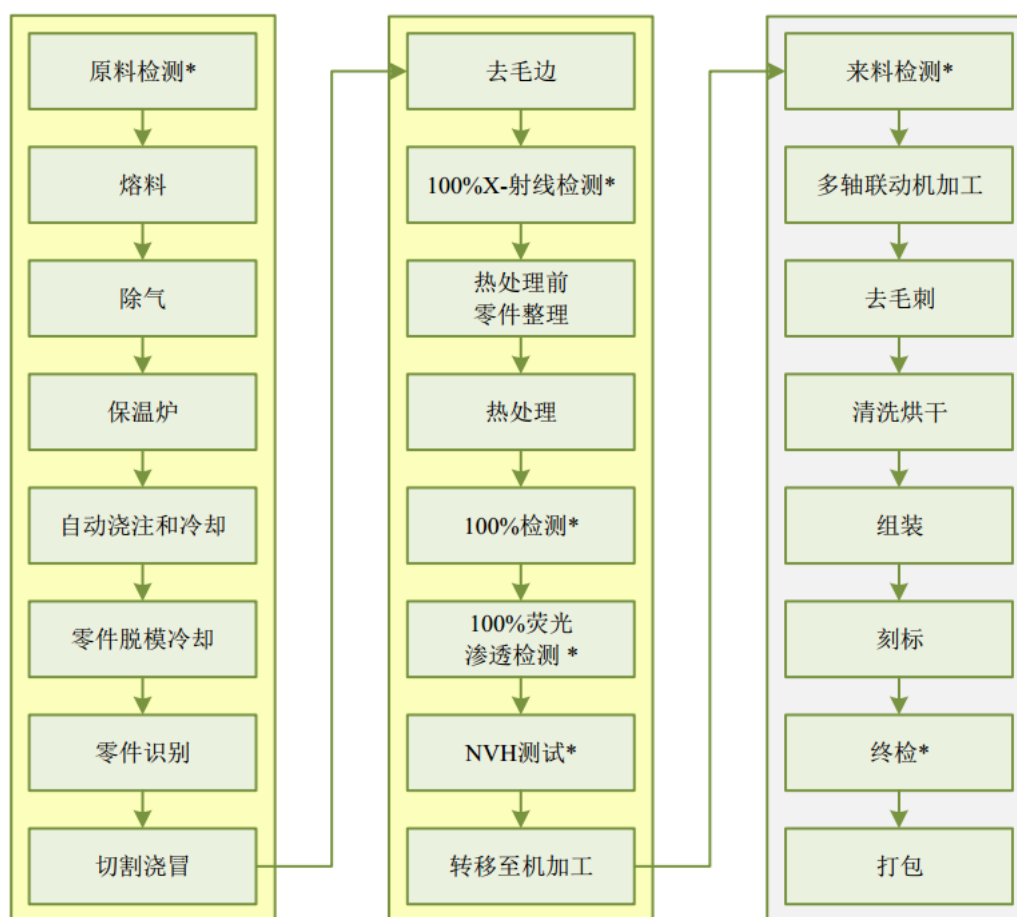 原料检测*
熔料
除气
保温炉
自动浇注和冷却
零件脱模冷却
零件识别
切割浇冒
去毛边
100%X-射线检测*
热处理前
零件整理
热处理
100%检测*
100%荧光
渗透检测 *
NVH测试*
转移至机加工
来料检测*
多轴联动机加工
去毛刺
清洗烘干
组装
刻标
终检*
打包